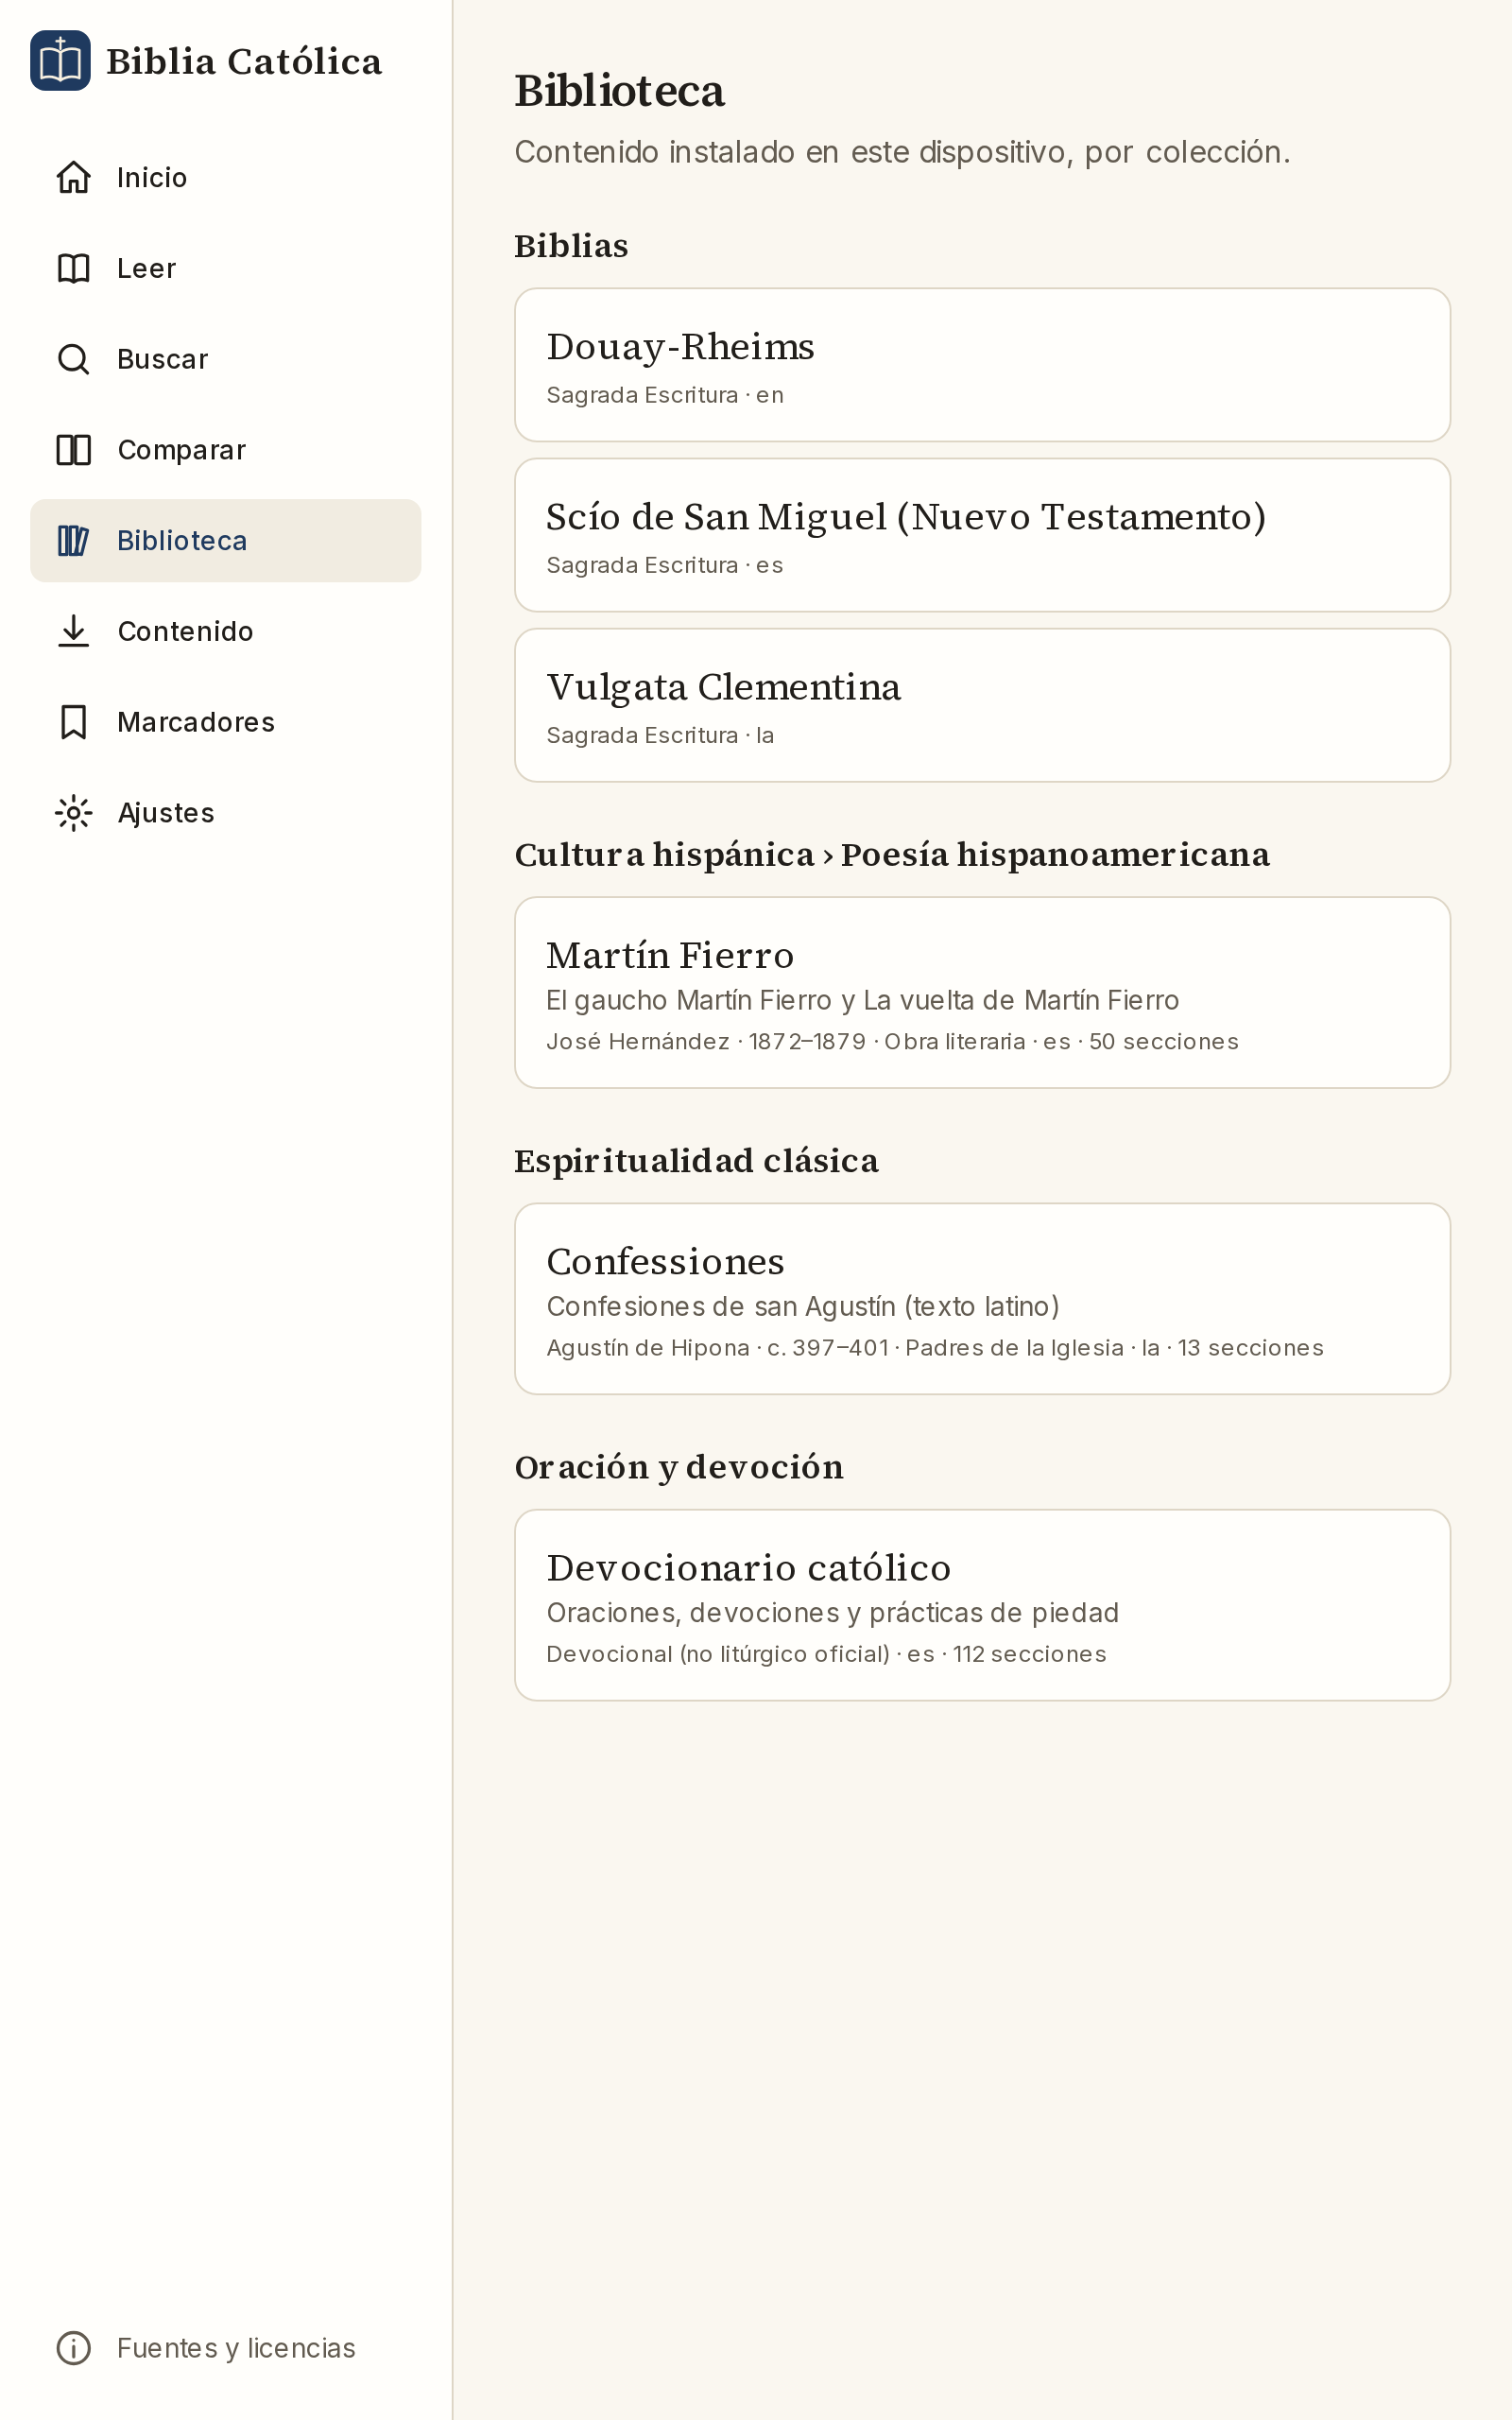 Biblia Católica
Inicio
Leer
Buscar
Comparar
Biblioteca
Contenido
Marcadores
Ajustes
Fuentes y licencias
Biblioteca
Contenido instalado en este dispositivo, por colección.
Biblias
Douay-Rheims
Sagrada Escritura · en
Scío de San Miguel (Nuevo Testamento)
Sagrada Escritura · es
Vulgata Clementina
Sagrada Escritura · la
Cultura hispánica › Poesía hispanoamericana
Martín Fierro
El gaucho Martín Fierro y La vuelta de Martín Fierro
José Hernández · 1872–1879 · Obra literaria · es · 50 secciones
Espiritualidad clásica
Confessiones
Confesiones de san Agustín (texto latino)
Agustín de Hipona · c. 397–401 · Padres de la Iglesia · la · 13 secciones
Oración y devoción
Devocionario católico
Oraciones, devociones y prácticas de piedad
Devocional (no litúrgico oficial) · es · 112 secciones